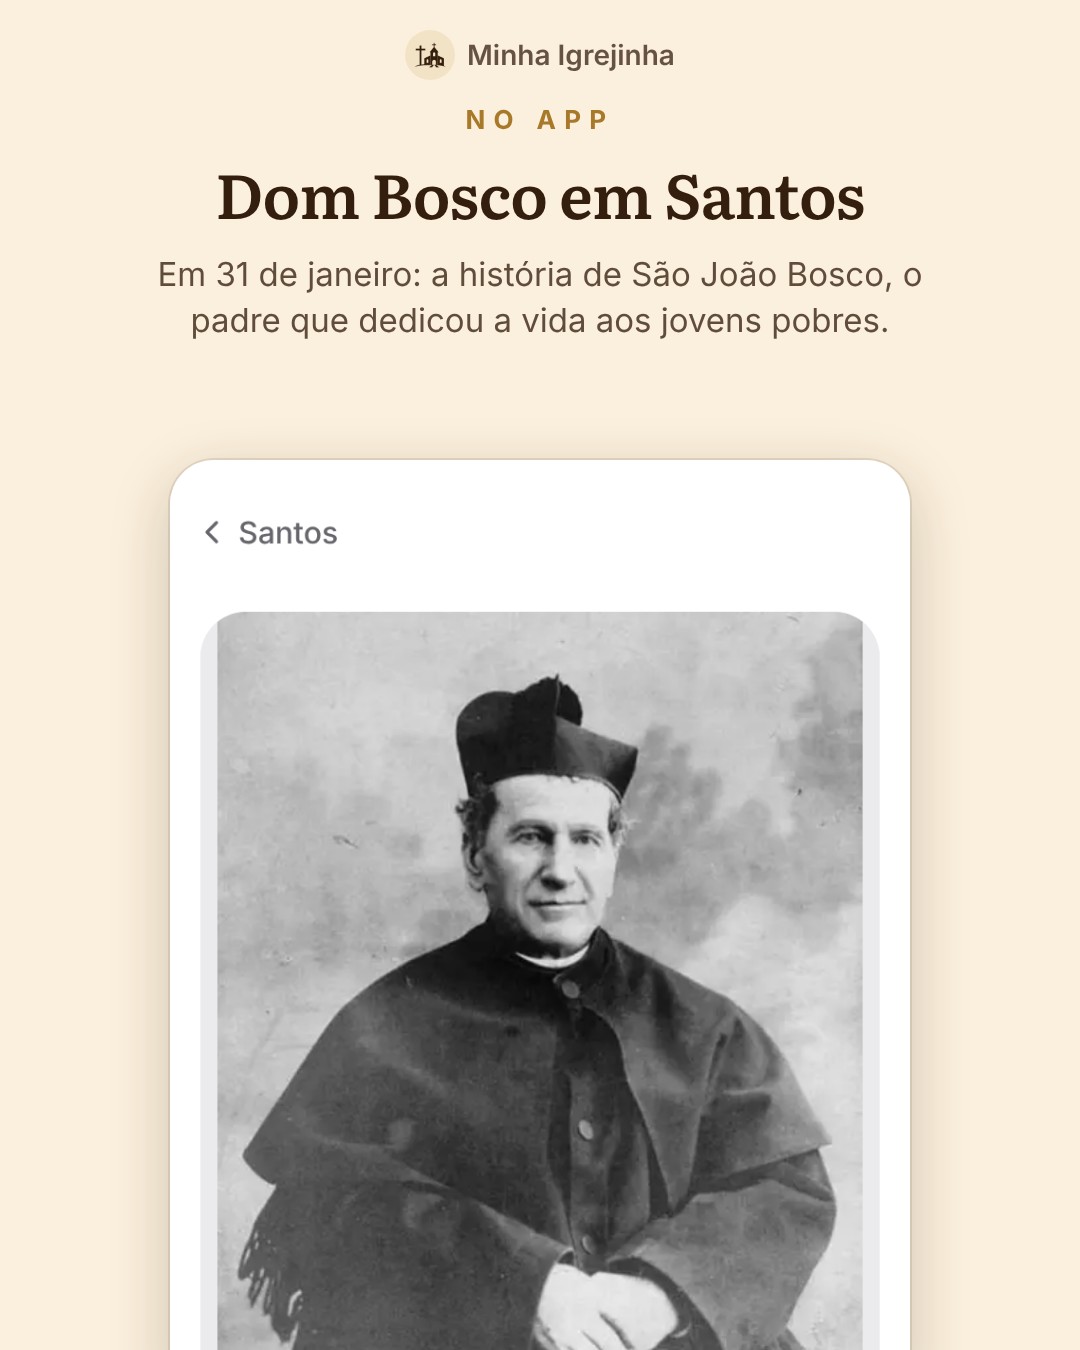 Minha Igrejinha
NO APP
Dom Bosco em Santos
Em 31 de janeiro: a história de São João Bosco, o
padre que dedicou a vida aos jovens pobres.
Santos